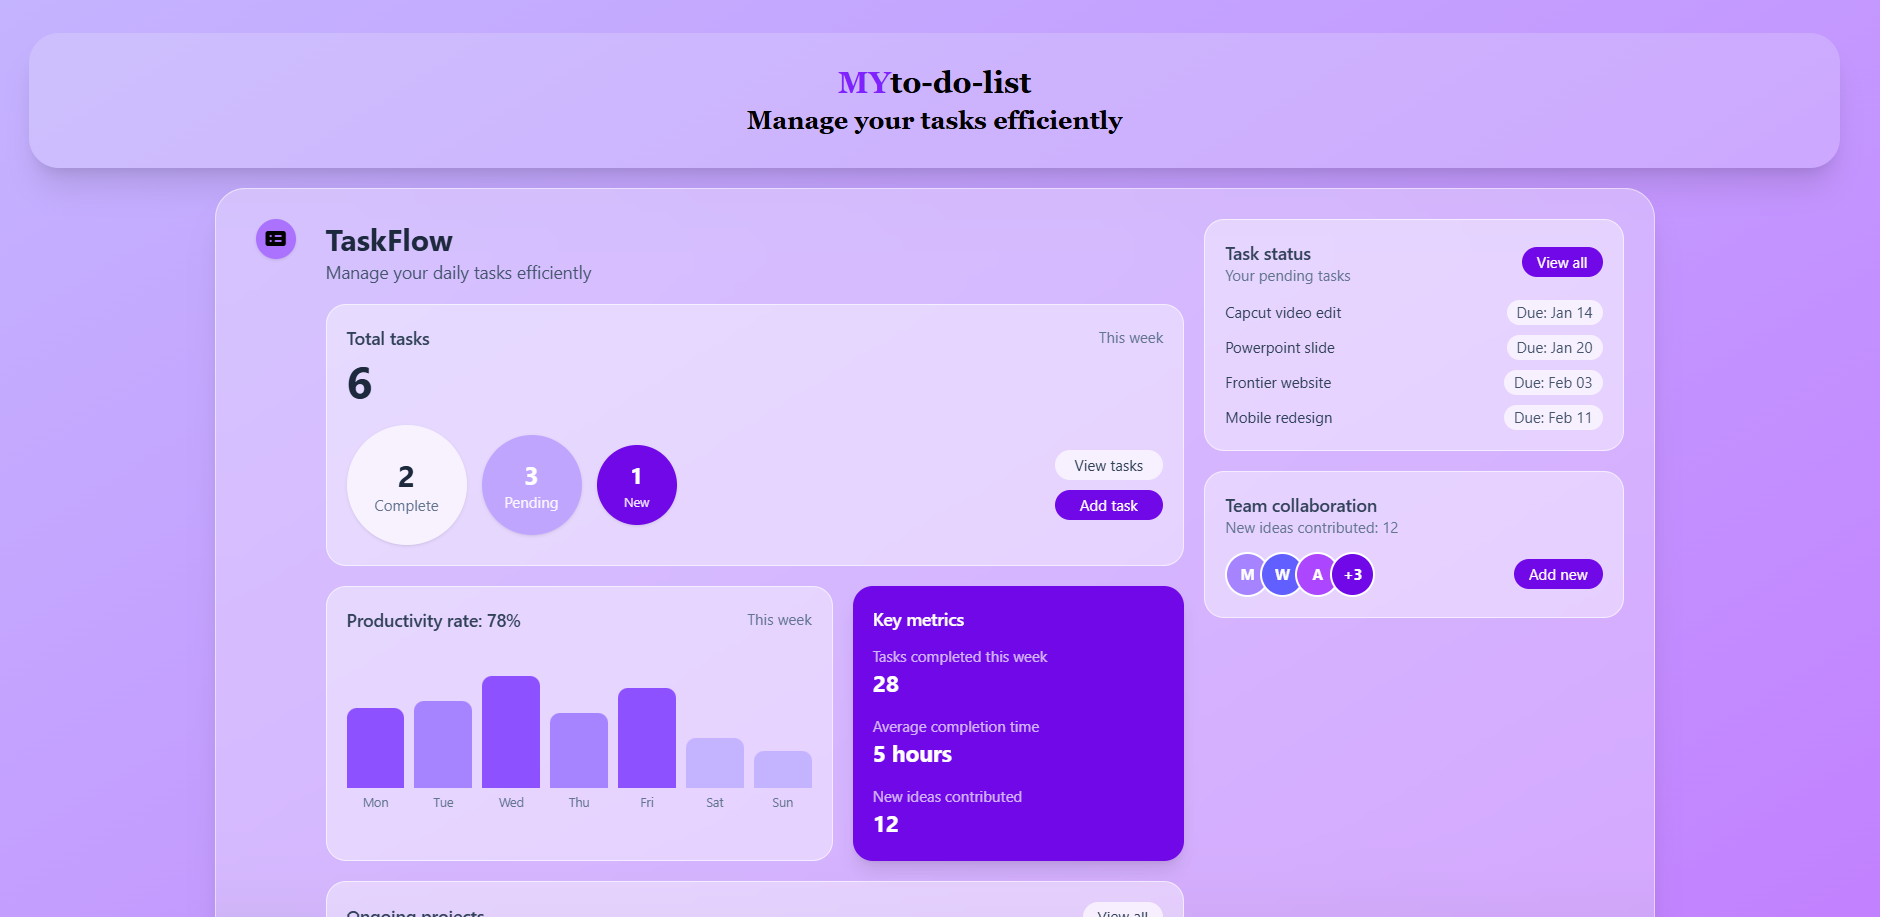 MYto-do-list
Manage your tasks efficiently
TaskFlow
Manage your daily tasks efficiently
Total tasks
This week
6
2
Complete
3
Pending
1
New
View tasks
Add task
Productivity rate: 78%
This week
Mon Tue Wed Thu Fri Sat Sun
Key metrics
Tasks completed this week
28
Average completion time
5 hours
New ideas contributed
12
Ongoing projects
View all
Task status
Your pending tasks
View all
Capcut video edit Due: Jan 14
Powerpoint slide Due: Jan 20
Frontier website Due: Feb 03
Mobile redesign Due: Feb 11
Team collaboration
New ideas contributed: 12
M W A +3
Add new